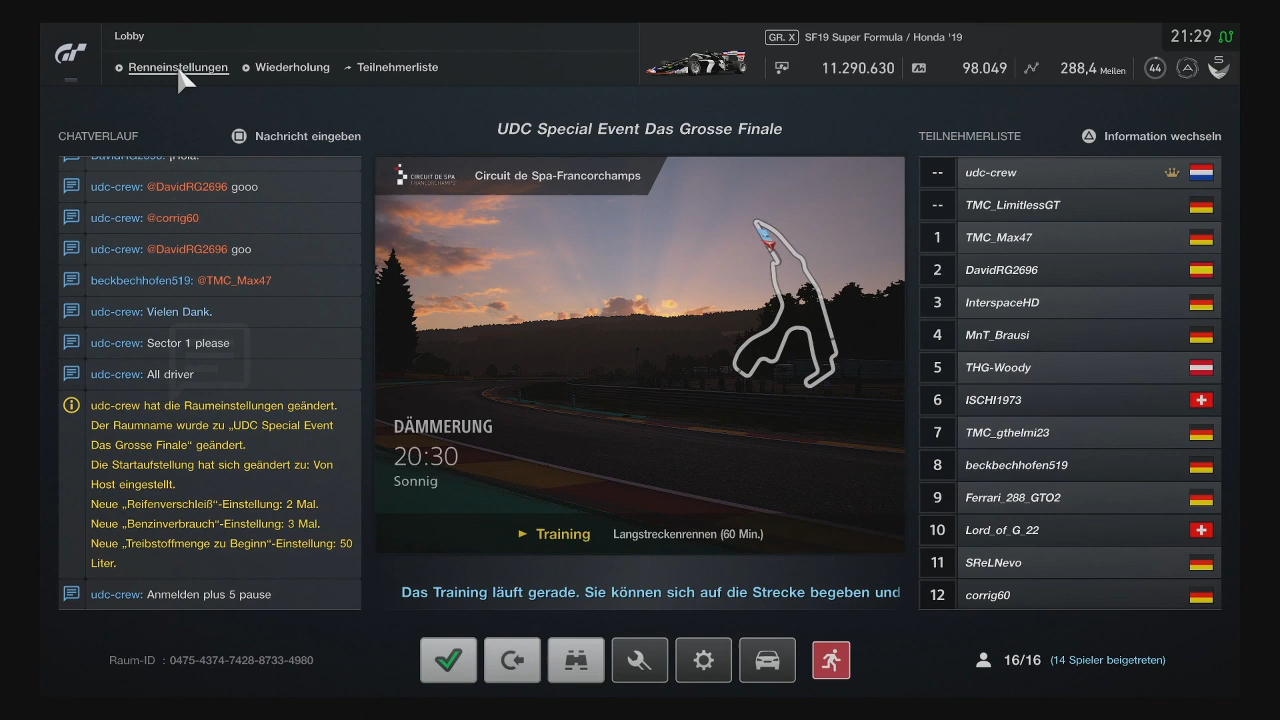 Lobby
Renneinstellungen
Wiederholung
Teilnehmerliste
GR. X
SF19 Super Formula / Honda '19
11.290.630
98.049
288,4 Meilen
44
S
21:29
CHATVERLAUF
Nachricht eingeben
DavidRG2696: ¡Hola!
udc-crew: @DavidRG2696 gooo
udc-crew: @corrig60
udc-crew: @DavidRG2696 goo
beckbechhofen519: @TMC_Max47
udc-crew: Vielen Dank.
udc-crew: Sector 1 please
udc-crew: All driver
udc-crew hat die Raumeinstellungen geändert.
Der Raumname wurde zu „UDC Special Event
Das Grosse Finale“ geändert.
Die Startaufstellung hat sich geändert zu: Von
Host eingestellt.
Neue „Reifenverschleiß“-Einstellung: 2 Mal.
Neue „Benzinverbrauch“-Einstellung: 3 Mal.
Neue „Treibstoffmenge zu Beginn“-Einstellung: 50
Liter.
udc-crew: Anmelden plus 5 pause
Raum-ID : 0475-4374-7428-8733-4980
UDC Special Event Das Grosse Finale
CIRCUIT DE SPA
FRANCORCHAMPS
Circuit de Spa-Francorchamps
DÄMMERUNG
20:30
Sonnig
Training
Langstreckenrennen (60 Min.)
Das Training läuft gerade. Sie können sich auf die Strecke begeben und
TEILNEHMERLISTE
Information wechseln
-- udc-crew
-- TMC_LimitlessGT
1 TMC_Max47
2 DavidRG2696
3 InterspaceHD
4 MnT_Brausi
5 THG-Woody
6 ISCHI1973
7 TMC_gthelmi23
8 beckbechhofen519
9 Ferrari_288_GTO2
10 Lord_of_G_22
11 SReLNevo
12 corrig60
16/16 (14 Spieler beigetreten)